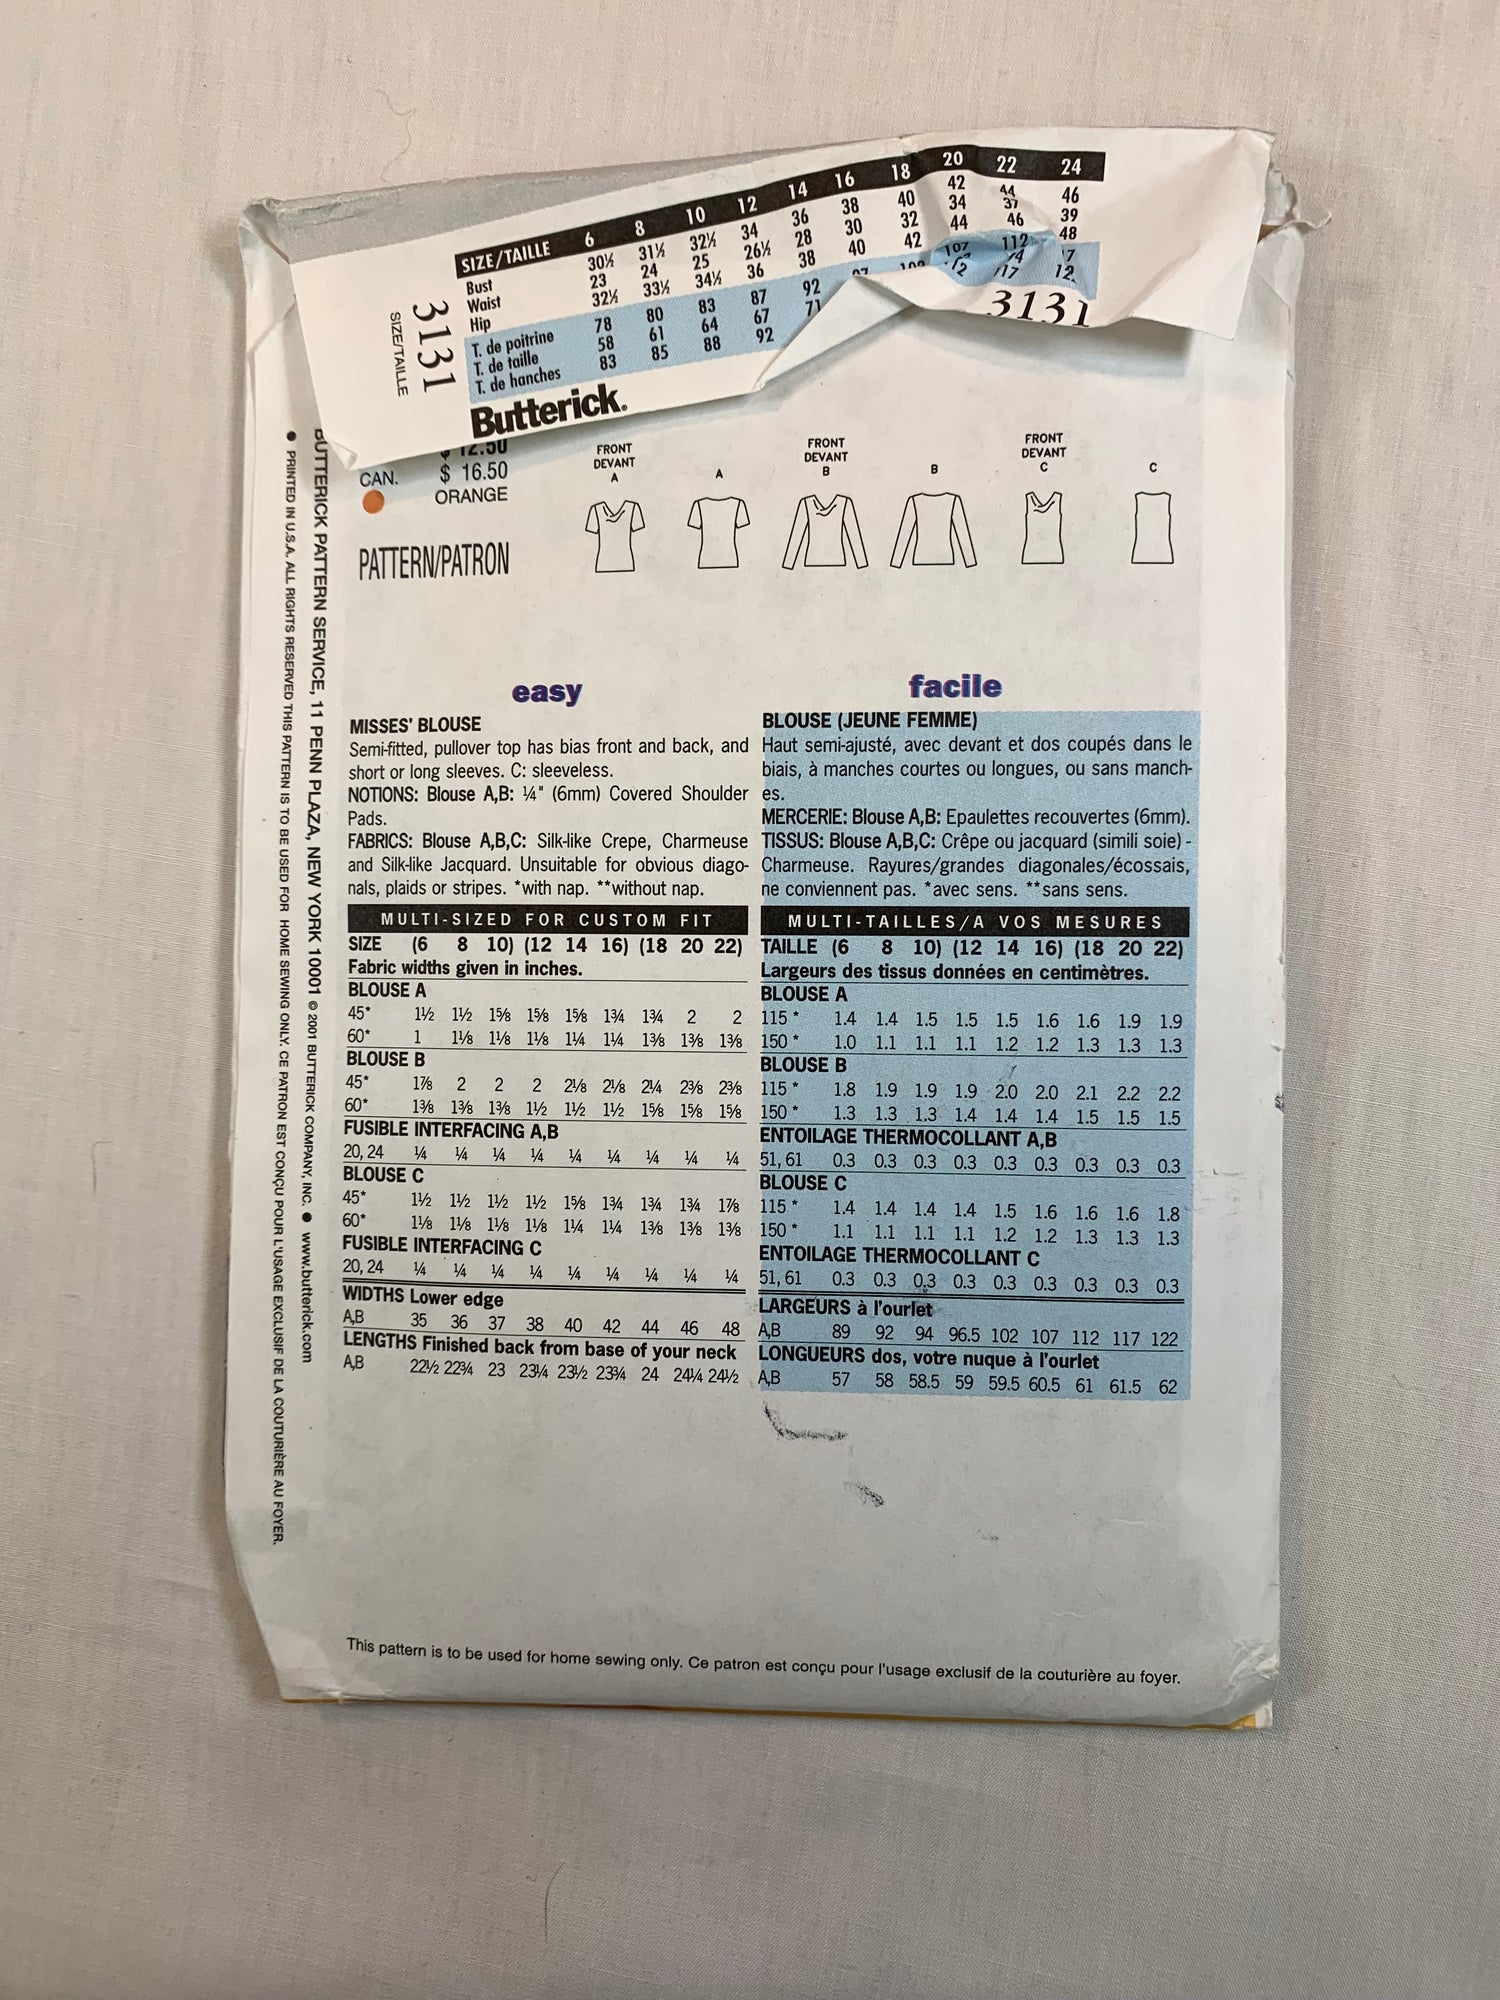 SIZE/TAILLE 6 8 10 12 14 16 18 20 22 24
Bust 30½ 31½ 32½ 34 36 38 40 42 44 46
Waist 23 24 25 26½ 28 30 32 34 37 39
Hip 32½ 33½ 34½ 36 38 40 42 44 46 48
T. de poitrine 78 80 83 87 92 97 102 107 112
T. de taille 58 61 64 67 71
T. de hanches 83 85 88 92 117
Butterick®
3131
SIZE/TAILLE
3131
$ 12.50
CAN. $ 16.50
ORANGE
PATTERN/PATRON
FRONT
DEVANT
A
A
FRONT
DEVANT
B
B
FRONT
DEVANT
C
C
BUTTERICK PATTERN SERVICE, 11 PENN PLAZA, NEW YORK 10001 © 2001 BUTTERICK COMPANY, INC. ● www.butterick.com
● PRINTED IN U.S.A. ALL RIGHTS RESERVED THIS PATTERN IS TO BE USED FOR HOME SEWING ONLY. CE PATRON EST CONÇU POUR L'USAGE EXCLUSIF DE LA COUTURIÈRE AU FOYER.
easy
MISSES' BLOUSE
Semi-fitted, pullover top has bias front and back, and
short or long sleeves. C: sleeveless.
NOTIONS: Blouse A,B: ¼" (6mm) Covered Shoulder
Pads.
FABRICS: Blouse A,B,C: Silk-like Crepe, Charmeuse
and Silk-like Jacquard. Unsuitable for obvious diago-
nals, plaids or stripes. *with nap. **without nap.
MULTI-SIZED FOR CUSTOM FIT
SIZE (6 8 10) (12 14 16) (18 20 22)
Fabric widths given in inches.
BLOUSE A
45* 1½ 1½ 1⅝ 1⅝ 1⅝ 1¾ 1¾ 2 2
60* 1 1⅛ 1⅛ 1⅛ 1¼ 1¼ 1⅜ 1⅜ 1⅜
BLOUSE B
45* 1⅞ 2 2 2 2⅛ 2⅛ 2¼ 2⅜ 2⅜
60* 1⅜ 1⅜ 1⅜ 1½ 1½ 1½ 1⅝ 1⅝ 1⅝
FUSIBLE INTERFACING A,B
20, 24 ¼ ¼ ¼ ¼ ¼ ¼ ¼ ¼ ¼
BLOUSE C
45* 1½ 1½ 1½ 1½ 1⅝ 1¾ 1¾ 1¾ 1⅞
60* 1⅛ 1⅛ 1⅛ 1⅛ 1¼ 1¼ 1⅜ 1⅜ 1⅜
FUSIBLE INTERFACING C
20, 24 ¼ ¼ ¼ ¼ ¼ ¼ ¼ ¼ ¼
WIDTHS Lower edge
A,B 35 36 37 38 40 42 44 46 48
LENGTHS Finished back from base of your neck
A,B 22½ 22¾ 23 23¼ 23½ 23¾ 24 24¼ 24½
facile
BLOUSE (JEUNE FEMME)
Haut semi-ajusté, avec devant et dos coupés dans le
biais, à manches courtes ou longues, ou sans manch-
es.
MERCERIE: Blouse A,B: Epaulettes recouvertes (6mm).
TISSUS: Blouse A,B,C: Crêpe ou jacquard (simili soie) -
Charmeuse. Rayures/grandes diagonales/écossais,
ne conviennent pas. *avec sens. **sans sens.
MULTI-TAILLES/A VOS MESURES
TAILLE (6 8 10) (12 14 16) (18 20 22)
Largeurs des tissus données en centimètres.
BLOUSE A
115 * 1.4 1.4 1.5 1.5 1.5 1.6 1.6 1.9 1.9
150 * 1.0 1.1 1.1 1.1 1.2 1.2 1.3 1.3 1.3
BLOUSE B
115 * 1.8 1.9 1.9 1.9 2.0 2.0 2.1 2.2 2.2
150 * 1.3 1.3 1.3 1.4 1.4 1.4 1.5 1.5 1.5
ENTOILAGE THERMOCOLLANT A,B
51, 61 0.3 0.3 0.3 0.3 0.3 0.3 0.3 0.3 0.3
BLOUSE C
115 * 1.4 1.4 1.4 1.4 1.5 1.6 1.6 1.6 1.8
150 * 1.1 1.1 1.1 1.1 1.2 1.2 1.3 1.3 1.3
ENTOILAGE THERMOCOLLANT C
51, 61 0.3 0.3 0.3 0.3 0.3 0.3 0.3 0.3 0.3
LARGEURS à l'ourlet
A,B 89 92 94 96.5 102 107 112 117 122
LONGUEURS dos, votre nuque à l'ourlet
A,B 57 58 58.5 59 59.5 60.5 61 61.5 62
This pattern is to be used for home sewing only. Ce patron est conçu pour l'usage exclusif de la couturière au foyer.